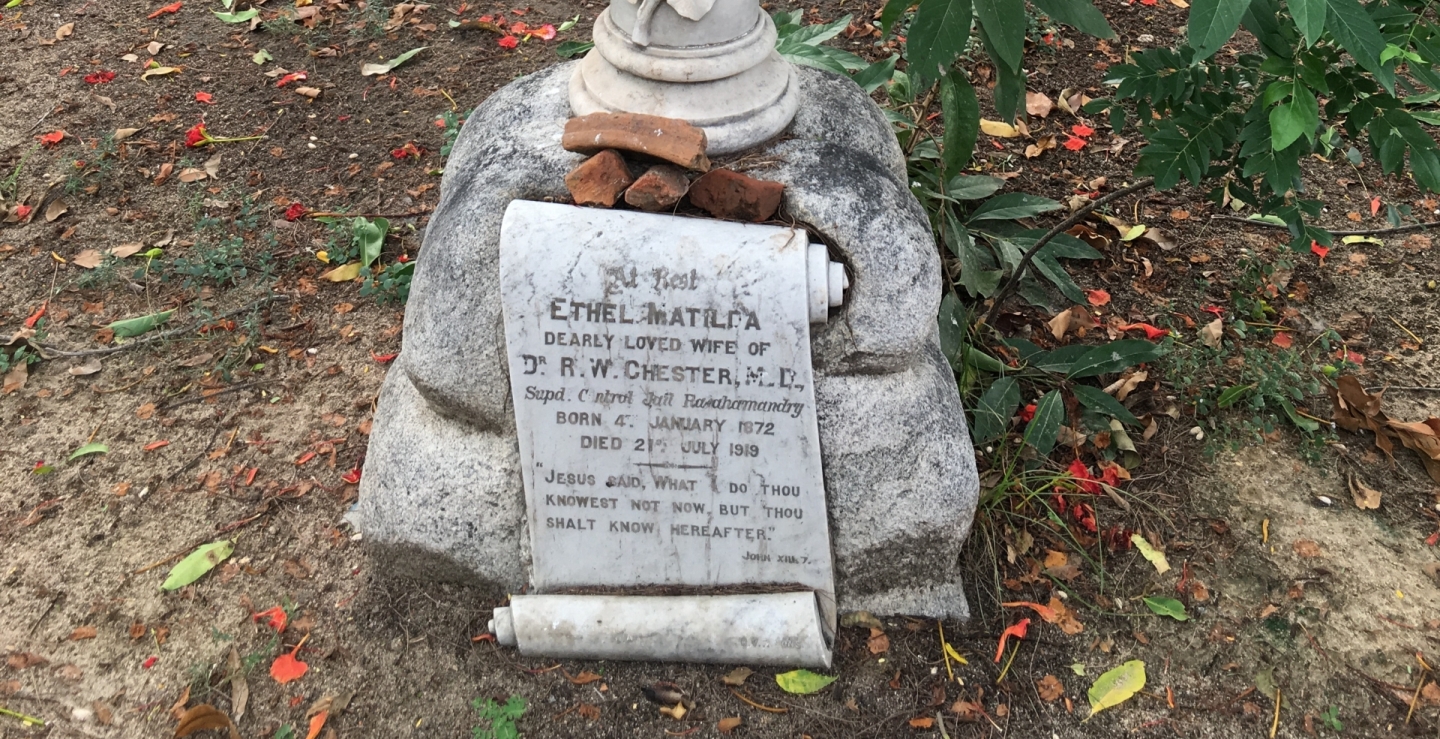 At Rest
ETHEL MATILDA
DEARLY LOVED WIFE OF
DR R. W. CHESTER, M.D.,
Supd. Central Jail Rajahamandry
BORN 4TH JANUARY 1872
DIED 21ST JULY 1919
"JESUS SAID, WHAT I DO THOU
KNOWEST NOT NOW, BUT THOU
SHALT KNOW HEREAFTER."
JOHN XIII.7.